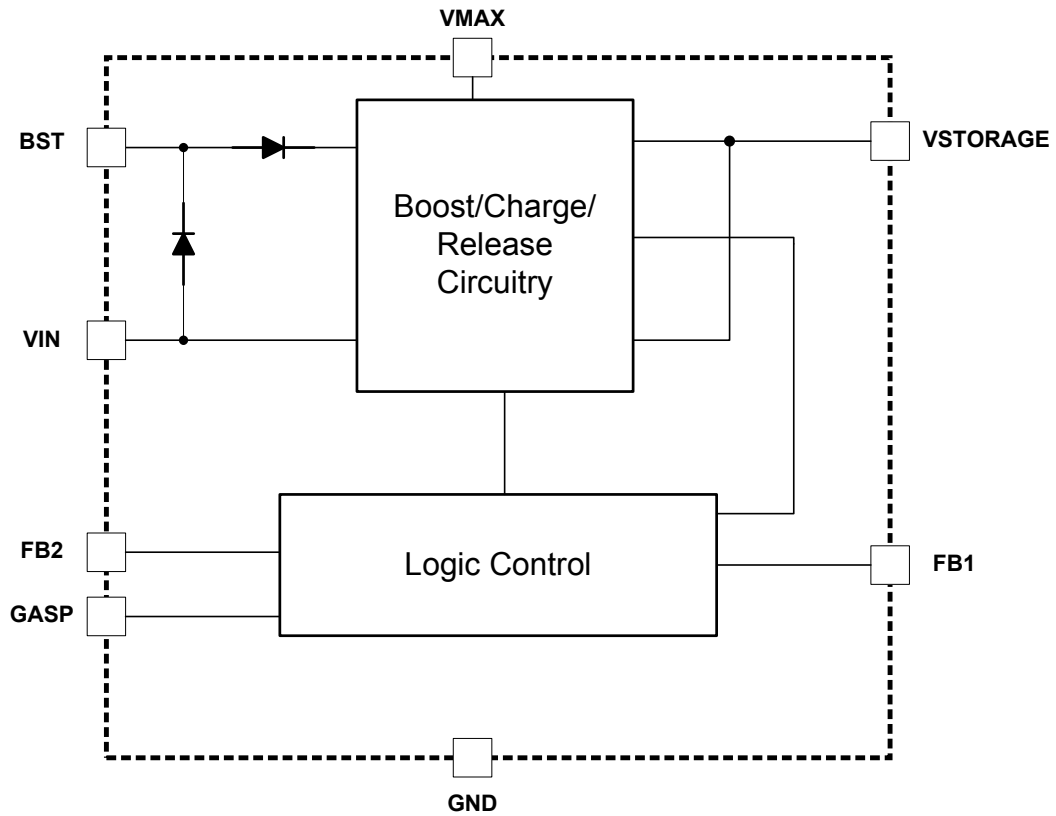 VMAX
BST
VSTORAGE
Boost/Charge/
Release
Circuitry
VIN
FB2
Logic Control
FB1
GASP
GND